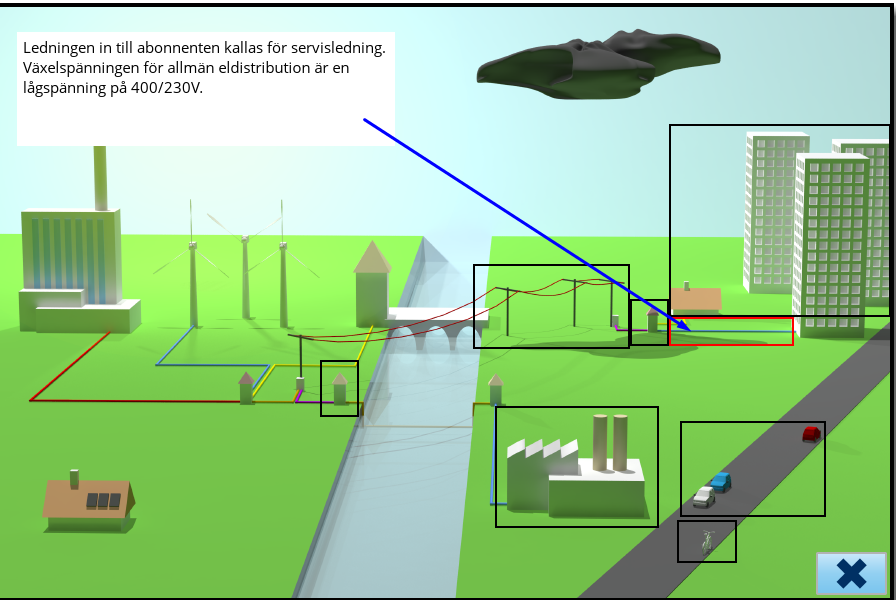 Ledningen in till abonnenten kallas för servisledning.
Växelspänningen för allmän eldistribution är en
lågspänning på 400/230V.